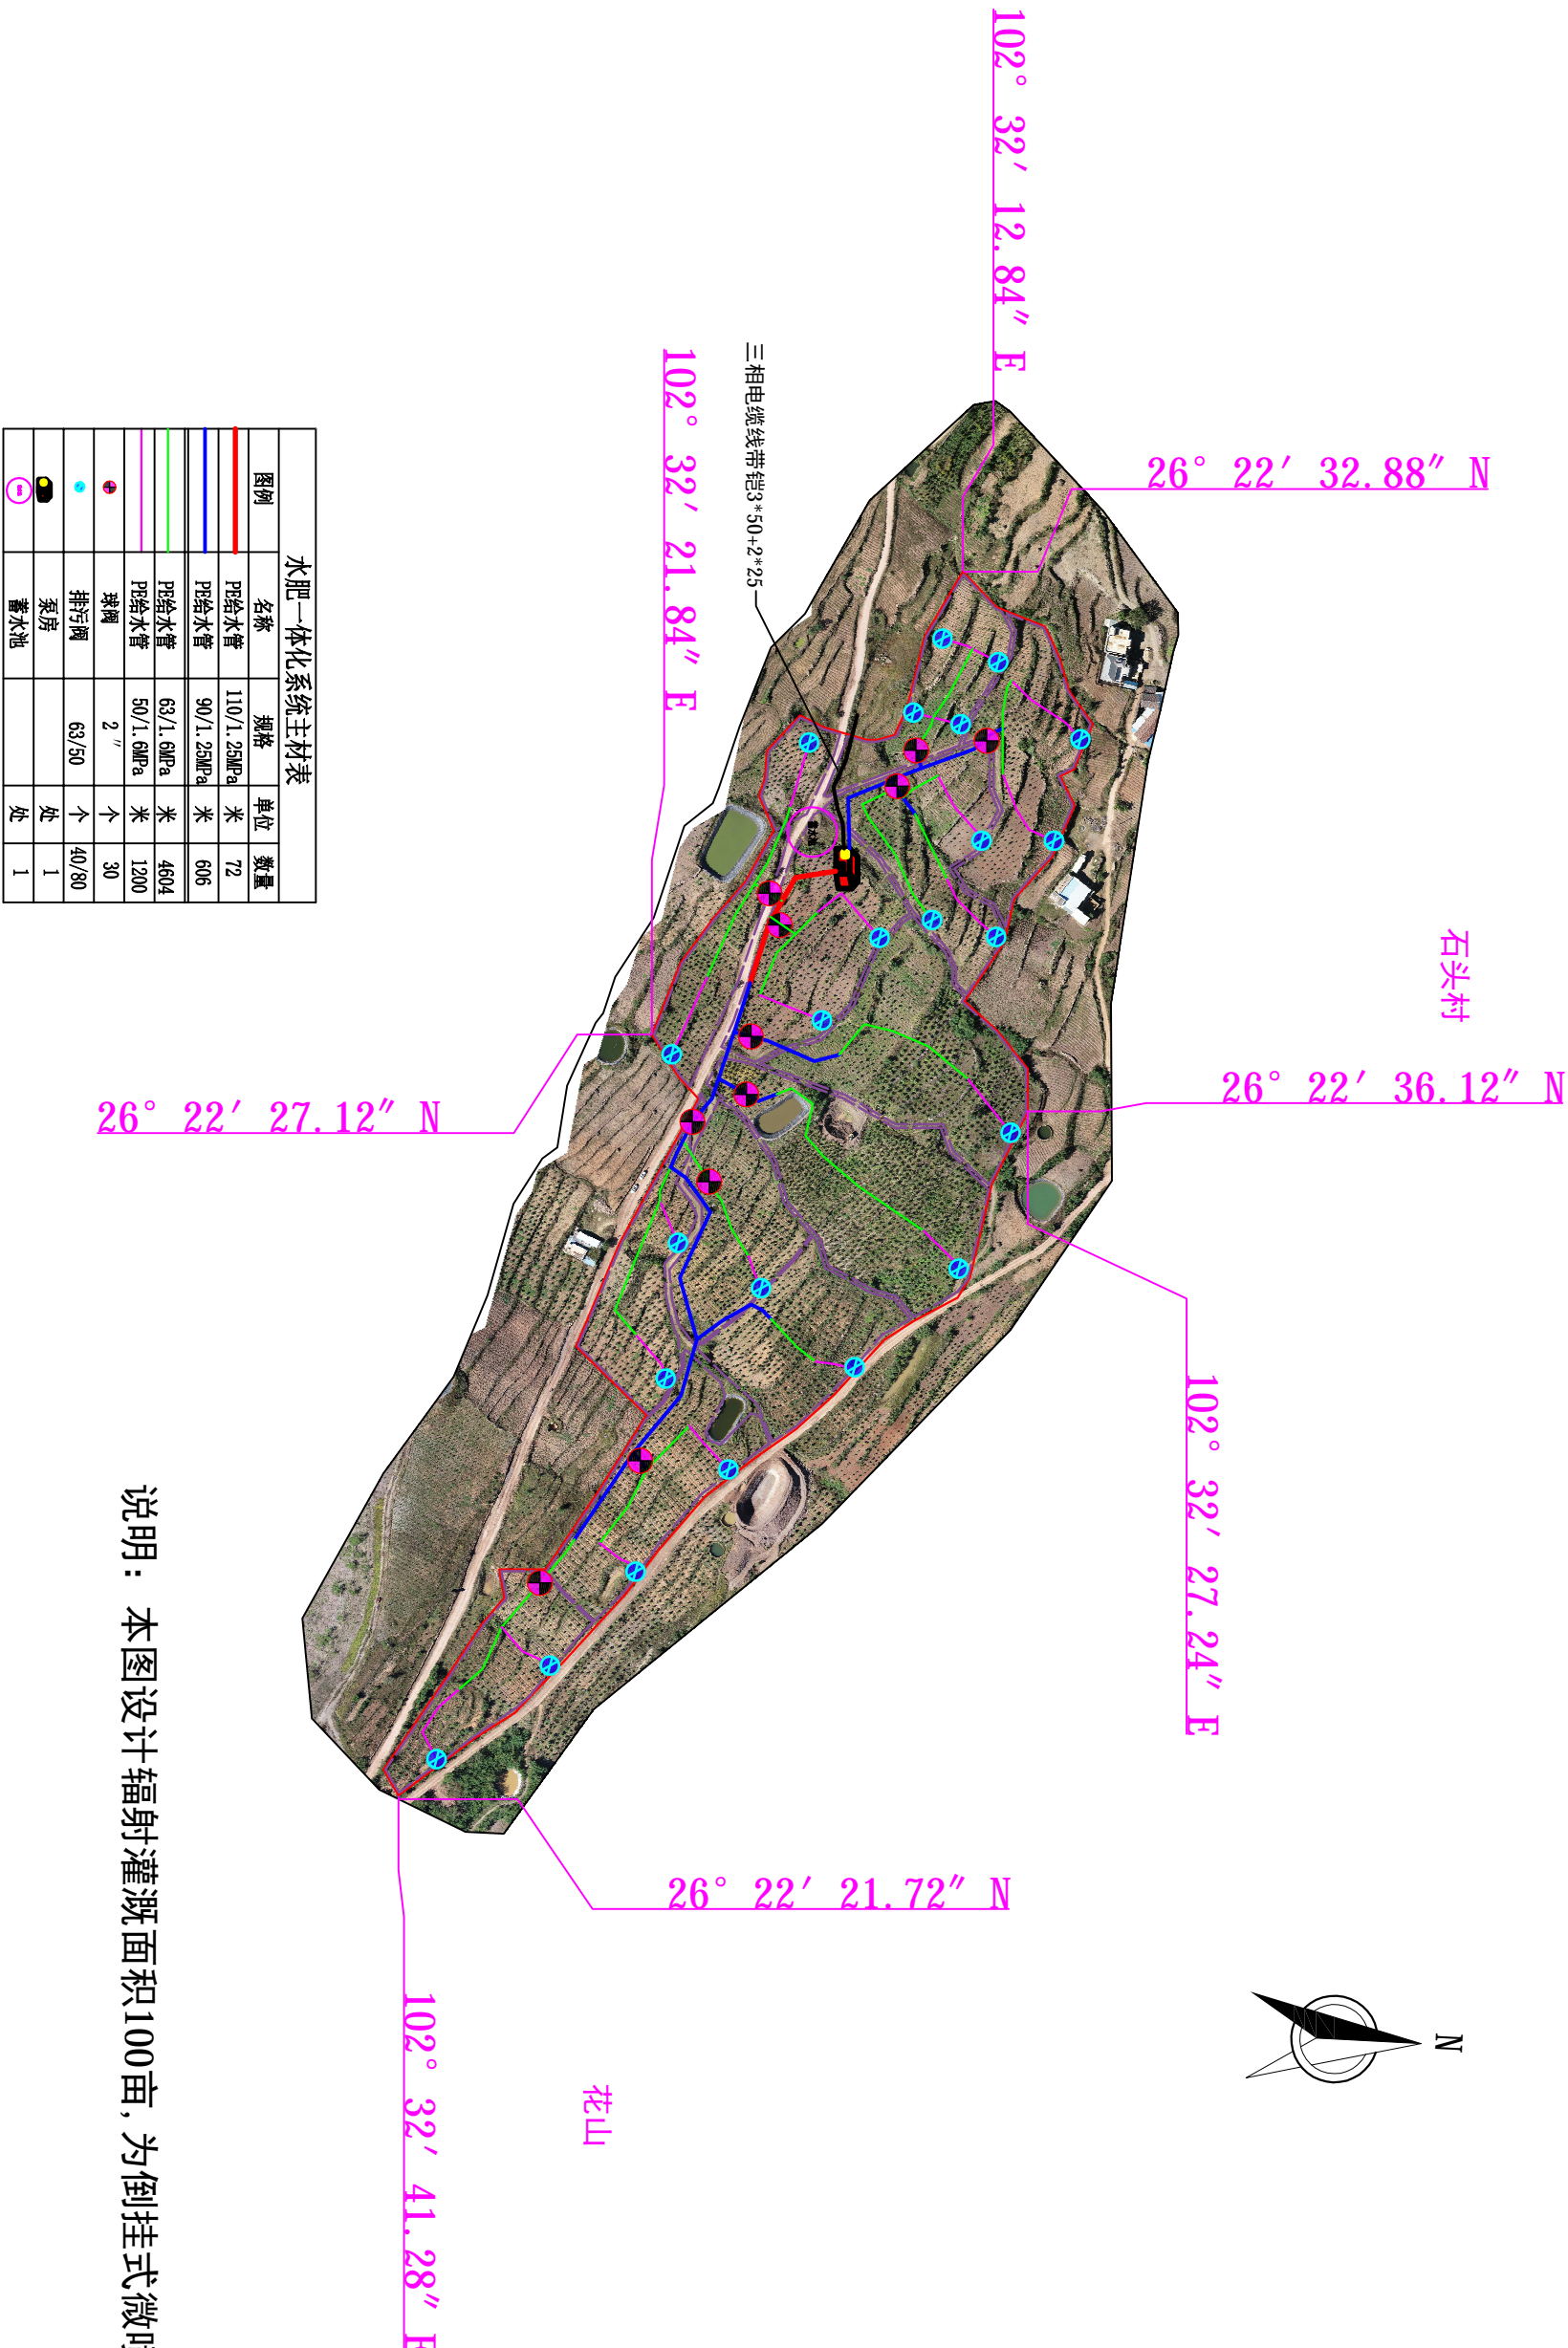 102° 32′ 12.84″ E
26° 22′ 32.88″ N
102° 32′ 21.84″ E
三相电缆线带铠3*50+2*25
26° 22′ 27.12″ N
石头村
26° 22′ 36.12″ N
102° 32′ 27.24″ E
26° 22′ 21.72″ N
102° 32′ 41.28″ E
花山
N
水肥一体化系统主材表
图例 名称 规格 单位 数量
PE给水管 110/1.25MPa 米 72
PE给水管 90/1.25MPa 米 606
PE给水管 63/1.6MPa 米 4604
PE给水管 50/1.6MPa 米 1200
球阀 2″ 个 30
排污阀 63/50 个 40/80
泵房 处 1
蓄水池 处 1
说明：本图设计辐射灌溉面积100亩,为倒挂式微